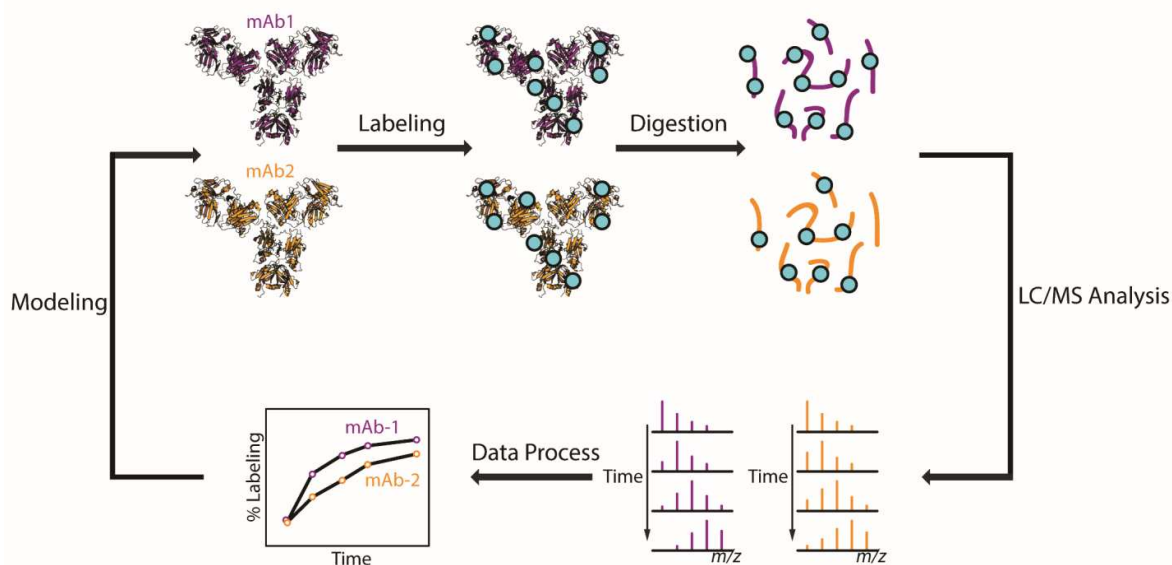 mAb1
Labeling
Digestion
mAb2
Modeling
LC/MS Analysis
mAb-1
mAb-2
% Labeling
Time
Data Process
Time
m/z
Time
m/z